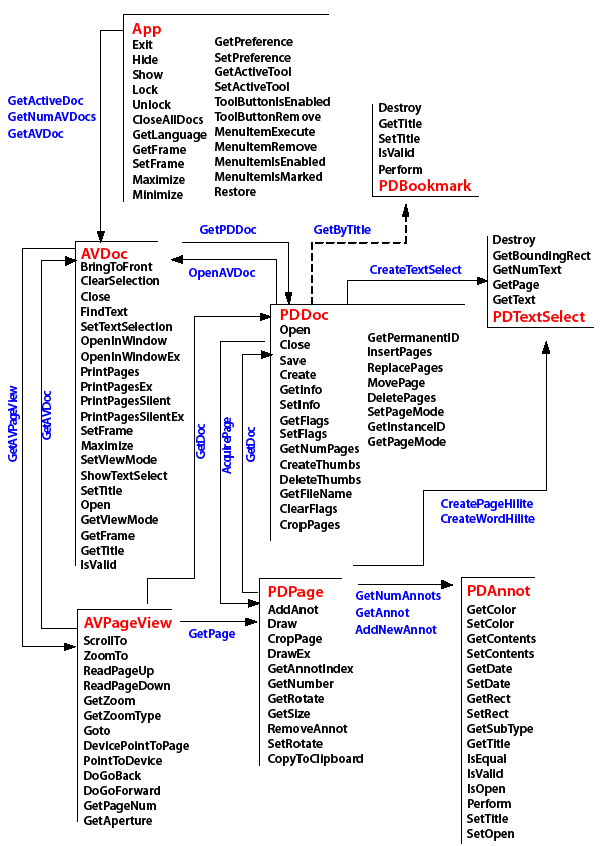 App
Exit
Hide
Show
Lock
Unlock
CloseAllDocs
GetLanguage
GetFrame
SetFrame
Maximize
Minimize
GetPreference
SetPreference
GetActiveTool
SetActiveTool
ToolButtonIsEnabled
ToolButtonRemove
MenuItemExecute
MenuItemRemove
MenuItemIsEnabled
MenuItemIsMarked
Restore
GetActiveDoc
GetNumAVDocs
GetAVDoc
Destroy
GetTitle
SetTitle
IsValid
Perform
PDBookmark
GetPDDoc
OpenAVDoc
GetByTitle
CreateTextSelect
Destroy
GetBoundingRect
GetNumText
GetPage
GetText
PDTextSelect
AVDoc
BringToFront
ClearSelection
Close
FindText
SetTextSelection
OpenInWindow
OpenInWindowEx
PrintPages
PrintPagesEx
PrintPagesSilent
PrintPagesSilentEx
SetFrame
Maximize
SetViewMode
ShowTextSelect
SetTitle
Open
GetViewMode
GetFrame
GetTitle
IsValid
GetAVPageView
GetAVDoc
GetDoc
AcquirePage
GetDoc
PDDoc
Open
Close
Save
Create
GetInfo
SetInfo
GetFlags
SetFlags
GetNumPages
CreateThumbs
DeleteThumbs
GetFileName
ClearFlags
CropPages
GetPermanentID
InsertPages
ReplacePages
MovePage
DeletePages
SetPageMode
GetInstanceID
GetPageMode
CreatePageHilite
CreateWordHilite
AVPageView
ScrollTo
ZoomTo
ReadPageUp
ReadPageDown
GetZoom
GetZoomType
Goto
DevicePointToPage
PointToDevice
DoGoBack
DoGoForward
GetPageNum
GetAperture
GetPage
PDPage
AddAnot
Draw
CropPage
DrawEx
GetAnnotIndex
GetNumber
GetRotate
GetSize
RemoveAnnot
SetRotate
CopyToClipboard
GetNumAnnots
GetAnnot
AddNewAnnot
PDAnnot
GetColor
SetColor
GetContents
SetContents
GetDate
SetDate
GetRect
SetRect
GetSubType
GetTitle
IsEqual
IsValid
IsOpen
Perform
SetTitle
SetOpen